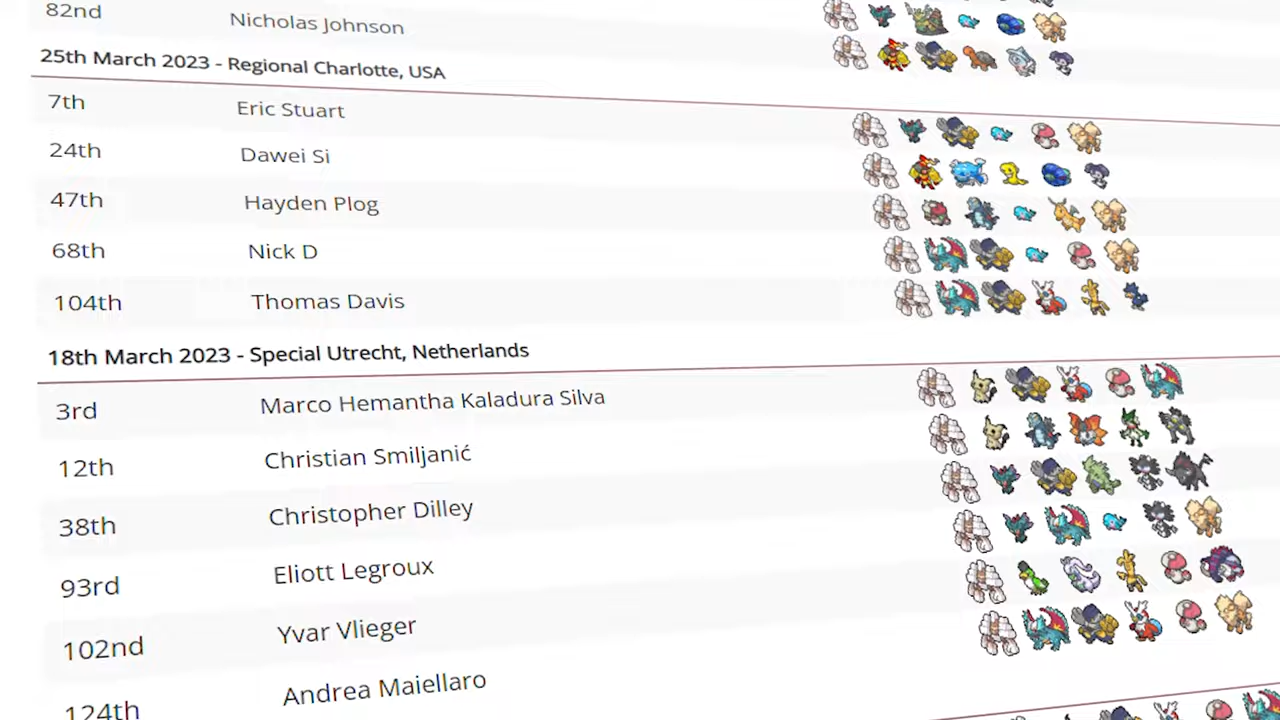 82nd Nicholas Johnson
25th March 2023 - Regional Charlotte, USA
7th Eric Stuart
24th Dawei Si
47th Hayden Plog
68th Nick D
104th Thomas Davis
18th March 2023 - Special Utrecht, Netherlands
3rd Marco Hemantha Kaladura Silva
12th Christian Smiljanić
38th Christopher Dilley
93rd Eliott Legroux
102nd Yvar Vlieger
124th Andrea Maiellaro